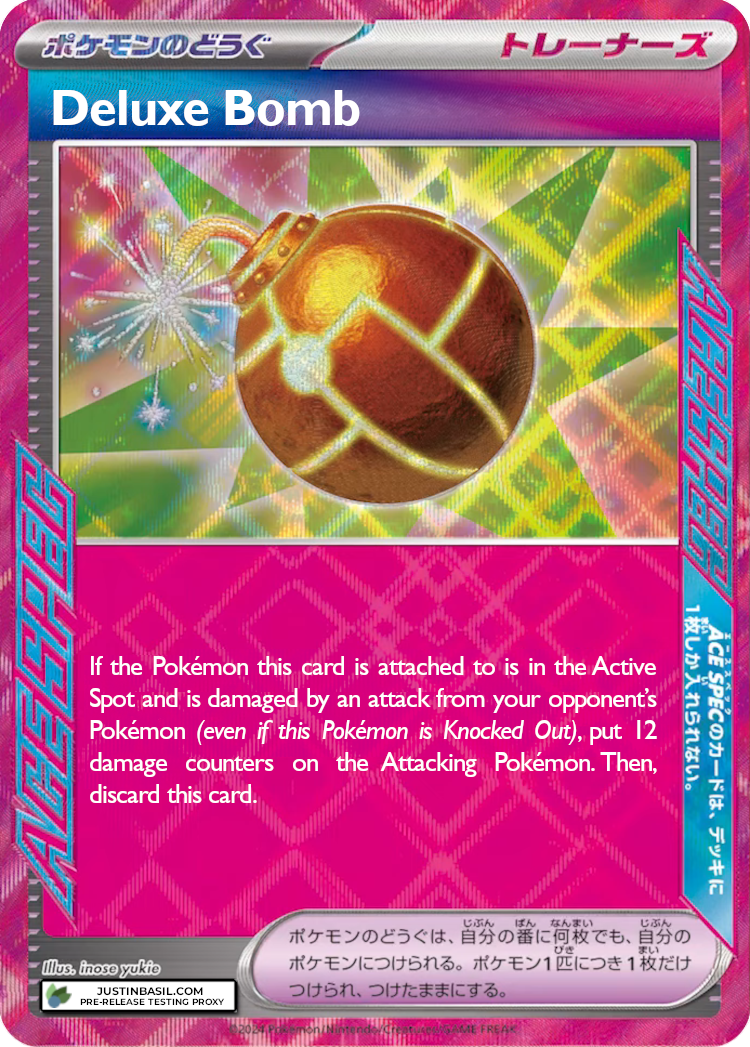 ポケモンのどうぐ
トレーナーズ
Deluxe Bomb
ACE SPEC
ACE SPEC
If the Pokémon this card is attached to is in the Active
Spot and is damaged by an attack from your opponent's
Pokémon (even if this Pokémon is Knocked Out), put 12
damage counters on the Attacking Pokémon. Then,
discard this card.
ACE SPECのカードは、デッキに
1枚しか入れられない。
ポケモンのどうぐは、自分の番に何枚でも、自分の
ポケモンにつけられる。ポケモン1匹につき1枚だけ
つけられ、つけたままにする。
Illus. inose yukie
JUSTINBASIL.COM
PRE-RELEASE TESTING PROXY
©2024 Pokémon/Nintendo/Creatures/GAME FREAK